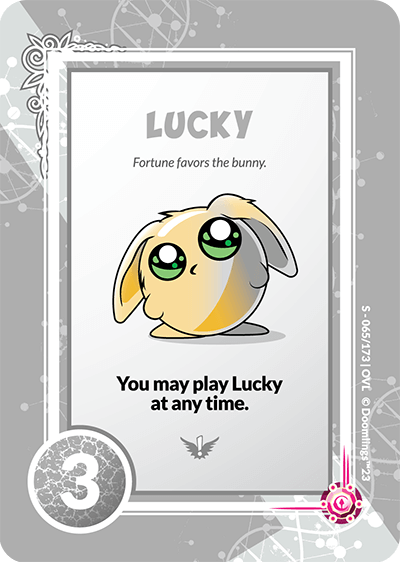 LUCKY
Fortune favors the bunny.
You may play Lucky
at any time.
3
S - 065/173 | OVL © Doomlings™ 23